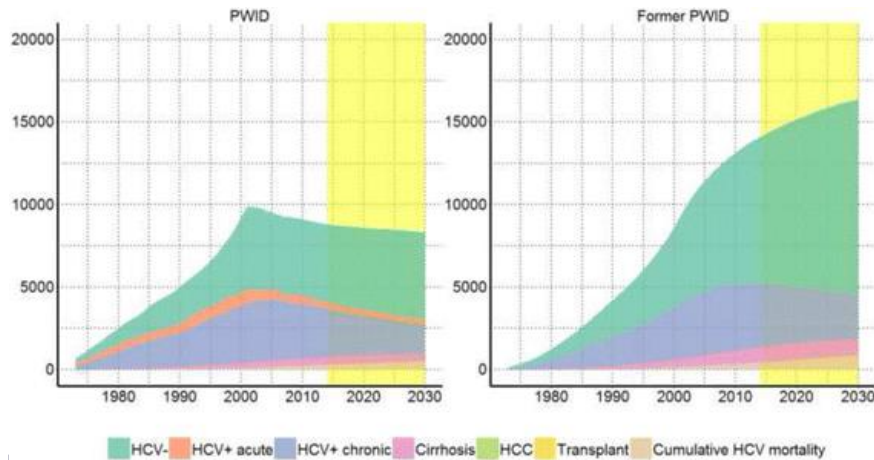 PWID Former PWID
20000 20000
15000 15000
10000 10000
5000 5000
0 0
1980 1990 2000 2010 2020 2030 1980 1990 2000 2010 2020 2030
HCV- HCV+ acute HCV+ chronic Cirrhosis HCC Transplant Cumulative HCV mortality